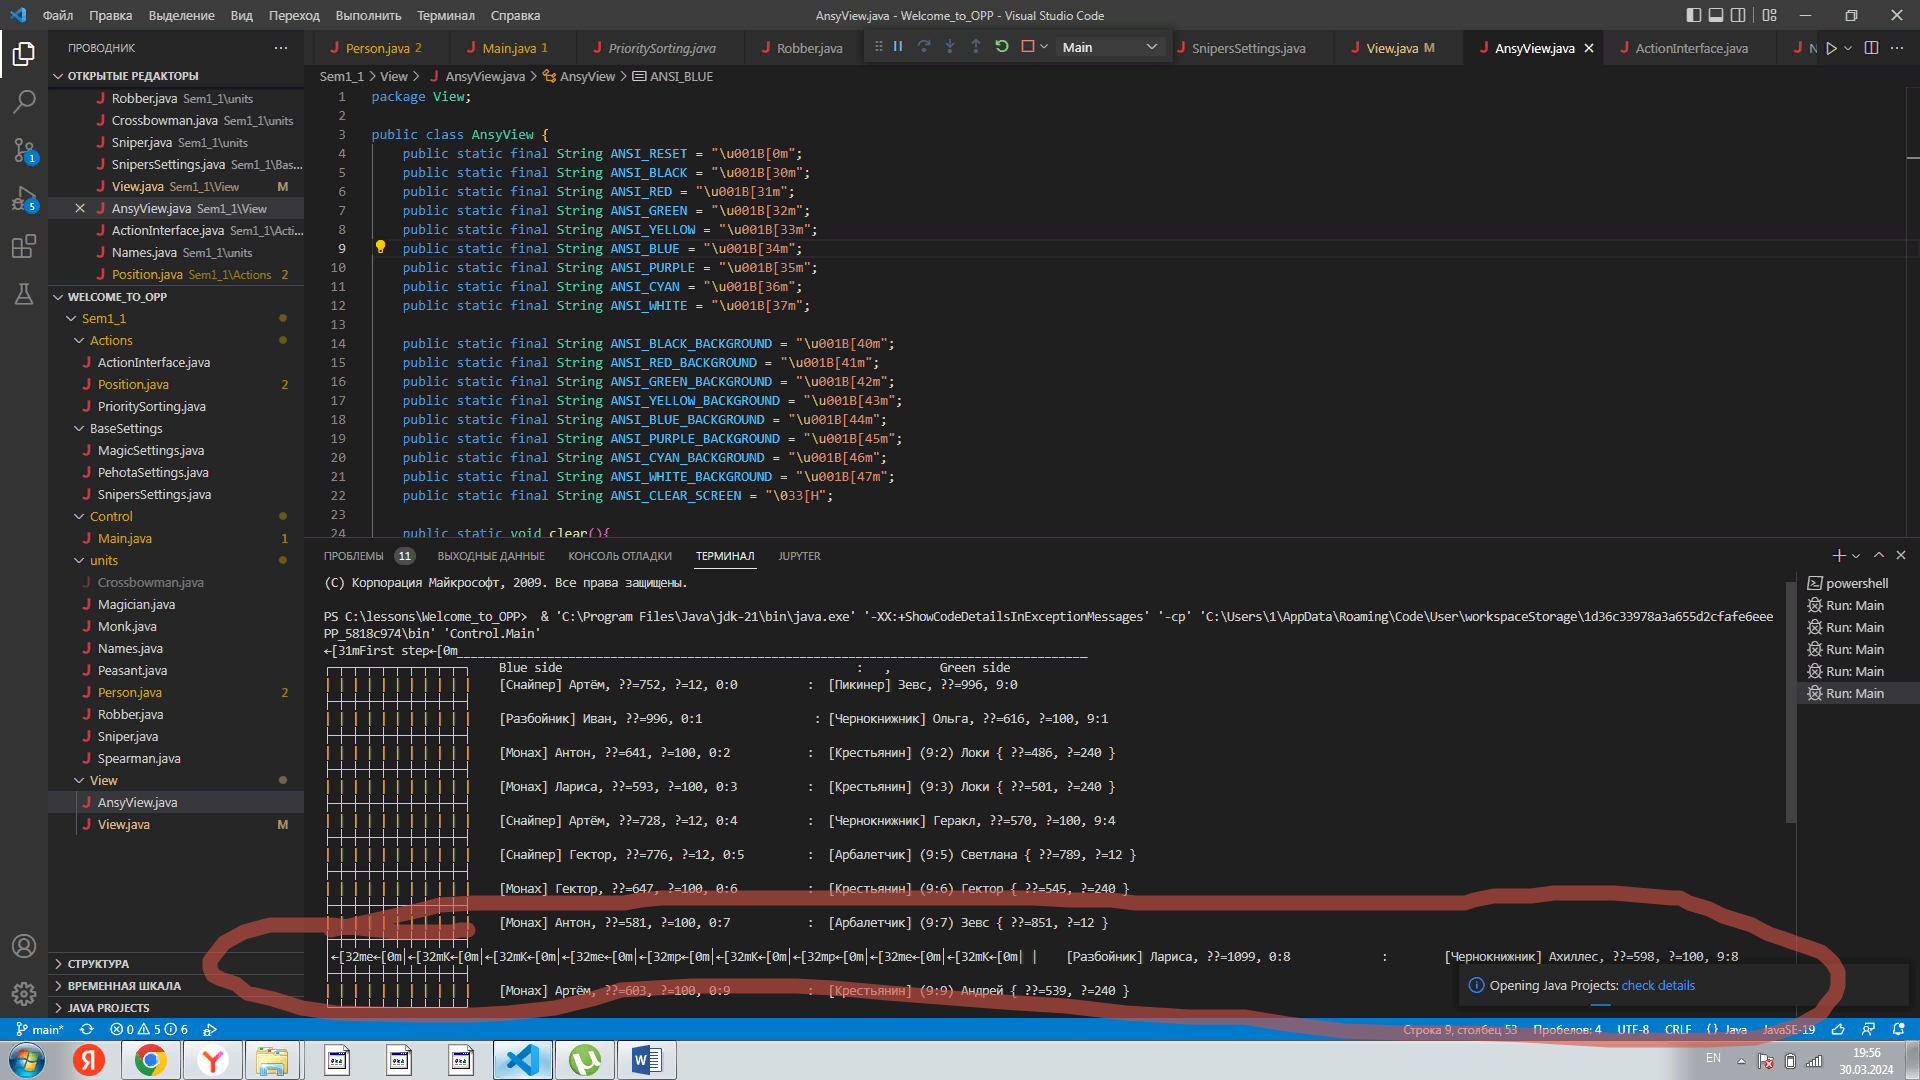 Файл Правка Выделение Вид Переход Выполнить Терминал Справка
AnsyView.java - Welcome_to_OPP - Visual Studio Code
ПРОВОДНИК
Person.java 2
Main.java 1
PrioritySorting.java
Robber.java
Main
SnipersSettings.java
View.java M
AnsyView.java
ActionInterface.java
ОТКРЫТЫЕ РЕДАКТОРЫ
Robber.java Sem1_1\units
Crossbowman.java Sem1_1\units
Sniper.java Sem1_1\units
SnipersSettings.java Sem1_1\Bas...
View.java Sem1_1\View M
AnsyView.java Sem1_1\View
ActionInterface.java Sem1_1\Acti...
Names.java Sem1_1\units
Position.java Sem1_1\Actions 2
WELCOME_TO_OPP
Sem1_1
Actions
ActionInterface.java
Position.java 2
PrioritySorting.java
BaseSettings
MagicSettings.java
PehotaSettings.java
SnipersSettings.java
Control
Main.java 1
units
Crossbowman.java
Magician.java
Monk.java
Names.java
Peasant.java
Person.java 2
Robber.java
Sniper.java
Spearman.java
View
AnsyView.java
View.java M
СТРУКТУРА
ВРЕМЕННАЯ ШКАЛА
JAVA PROJECTS
Sem1_1 > View > AnsyView.java > AnsyView > ANSI_BLUE
1 package View;
2
3 public class AnsyView {
4 public static final String ANSI_RESET = "\u001B[0m";
5 public static final String ANSI_BLACK = "\u001B[30m";
6 public static final String ANSI_RED = "\u001B[31m";
7 public static final String ANSI_GREEN = "\u001B[32m";
8 public static final String ANSI_YELLOW = "\u001B[33m";
9 public static final String ANSI_BLUE = "\u001B[34m";
10 public static final String ANSI_PURPLE = "\u001B[35m";
11 public static final String ANSI_CYAN = "\u001B[36m";
12 public static final String ANSI_WHITE = "\u001B[37m";
13
14 public static final String ANSI_BLACK_BACKGROUND = "\u001B[40m";
15 public static final String ANSI_RED_BACKGROUND = "\u001B[41m";
16 public static final String ANSI_GREEN_BACKGROUND = "\u001B[42m";
17 public static final String ANSI_YELLOW_BACKGROUND = "\u001B[43m";
18 public static final String ANSI_BLUE_BACKGROUND = "\u001B[44m";
19 public static final String ANSI_PURPLE_BACKGROUND = "\u001B[45m";
20 public static final String ANSI_CYAN_BACKGROUND = "\u001B[46m";
21 public static final String ANSI_WHITE_BACKGROUND = "\u001B[47m";
22 public static final String ANSI_CLEAR_SCREEN = "\033[H";
23
24 public static void clear(){
ПРОБЛЕМЫ 11 ВЫХОДНЫЕ ДАННЫЕ КОНСОЛЬ ОТЛАДКИ ТЕРМИНАЛ JUPYTER
(C) Корпорация Майкрософт, 2009. Все права защищены.
PS C:\lessons\Welcome_to_OPP> & 'C:\Program Files\Java\jdk-21\bin\java.exe' '-XX:+ShowCodeDetailsInExceptionMessages' '-cp' 'C:\Users\1\AppData\Roaming\Code\User\workspaceStorage\1d36c33978a3a655d2cfafe6eee
PP_5818c974\bin' 'Control.Main'
←[31mFirst step←[0m
Blue side : , Green side
[Снайпер] Артём, ??=752, ?=12, 0:0 : [Пикинер] Зевс, ??=996, 9:0
[Разбойник] Иван, ??=996, 0:1 : [Чернокнижник] Ольга, ??=616, ?=100, 9:1
[Монах] Антон, ??=641, ?=100, 0:2 : [Крестьянин] (9:2) Локи { ??=486, ?=240 }
[Монах] Лариса, ??=593, ?=100, 0:3 : [Крестьянин] (9:3) Локи { ??=501, ?=240 }
[Снайпер] Артём, ??=728, ?=12, 0:4 : [Чернокнижник] Геракл, ??=570, ?=100, 9:4
[Снайпер] Гектор, ??=776, ?=12, 0:5 : [Арбалетчик] (9:5) Светлана { ??=789, ?=12 }
[Монах] Гектор, ??=647, ?=100, 0:6 : [Крестьянин] (9:6) Гектор { ??=545, ?=240 }
[Монах] Антон, ??=581, ?=100, 0:7 : [Арбалетчик] (9:7) Зевс { ??=851, ?=12 }
←[32mе←[0m|←[32mК←[0m|←[32mК←[0m|←[32mе←[0m|←[32mр←[0m|←[32mК←[0m|←[32mр←[0m|←[32mе←[0m|←[32mК←[0m| | [Разбойник] Лариса, ??=1099, 0:8 : [Чернокнижник] Ахиллес, ??=598, ?=100, 9:8
[Монах] Артём, ??=603, ?=100, 0:9 : [Крестьянин] (9:9) Андрей { ??=539, ?=240 }
powershell
Run: Main
Run: Main
Run: Main
Run: Main
Run: Main
Opening Java Projects: check details
main* 0 5 6
Строка 9, столбец 53 Пробелов: 4 UTF-8 CRLF {} Java JavaSE-19
EN
19:56
30.03.2024